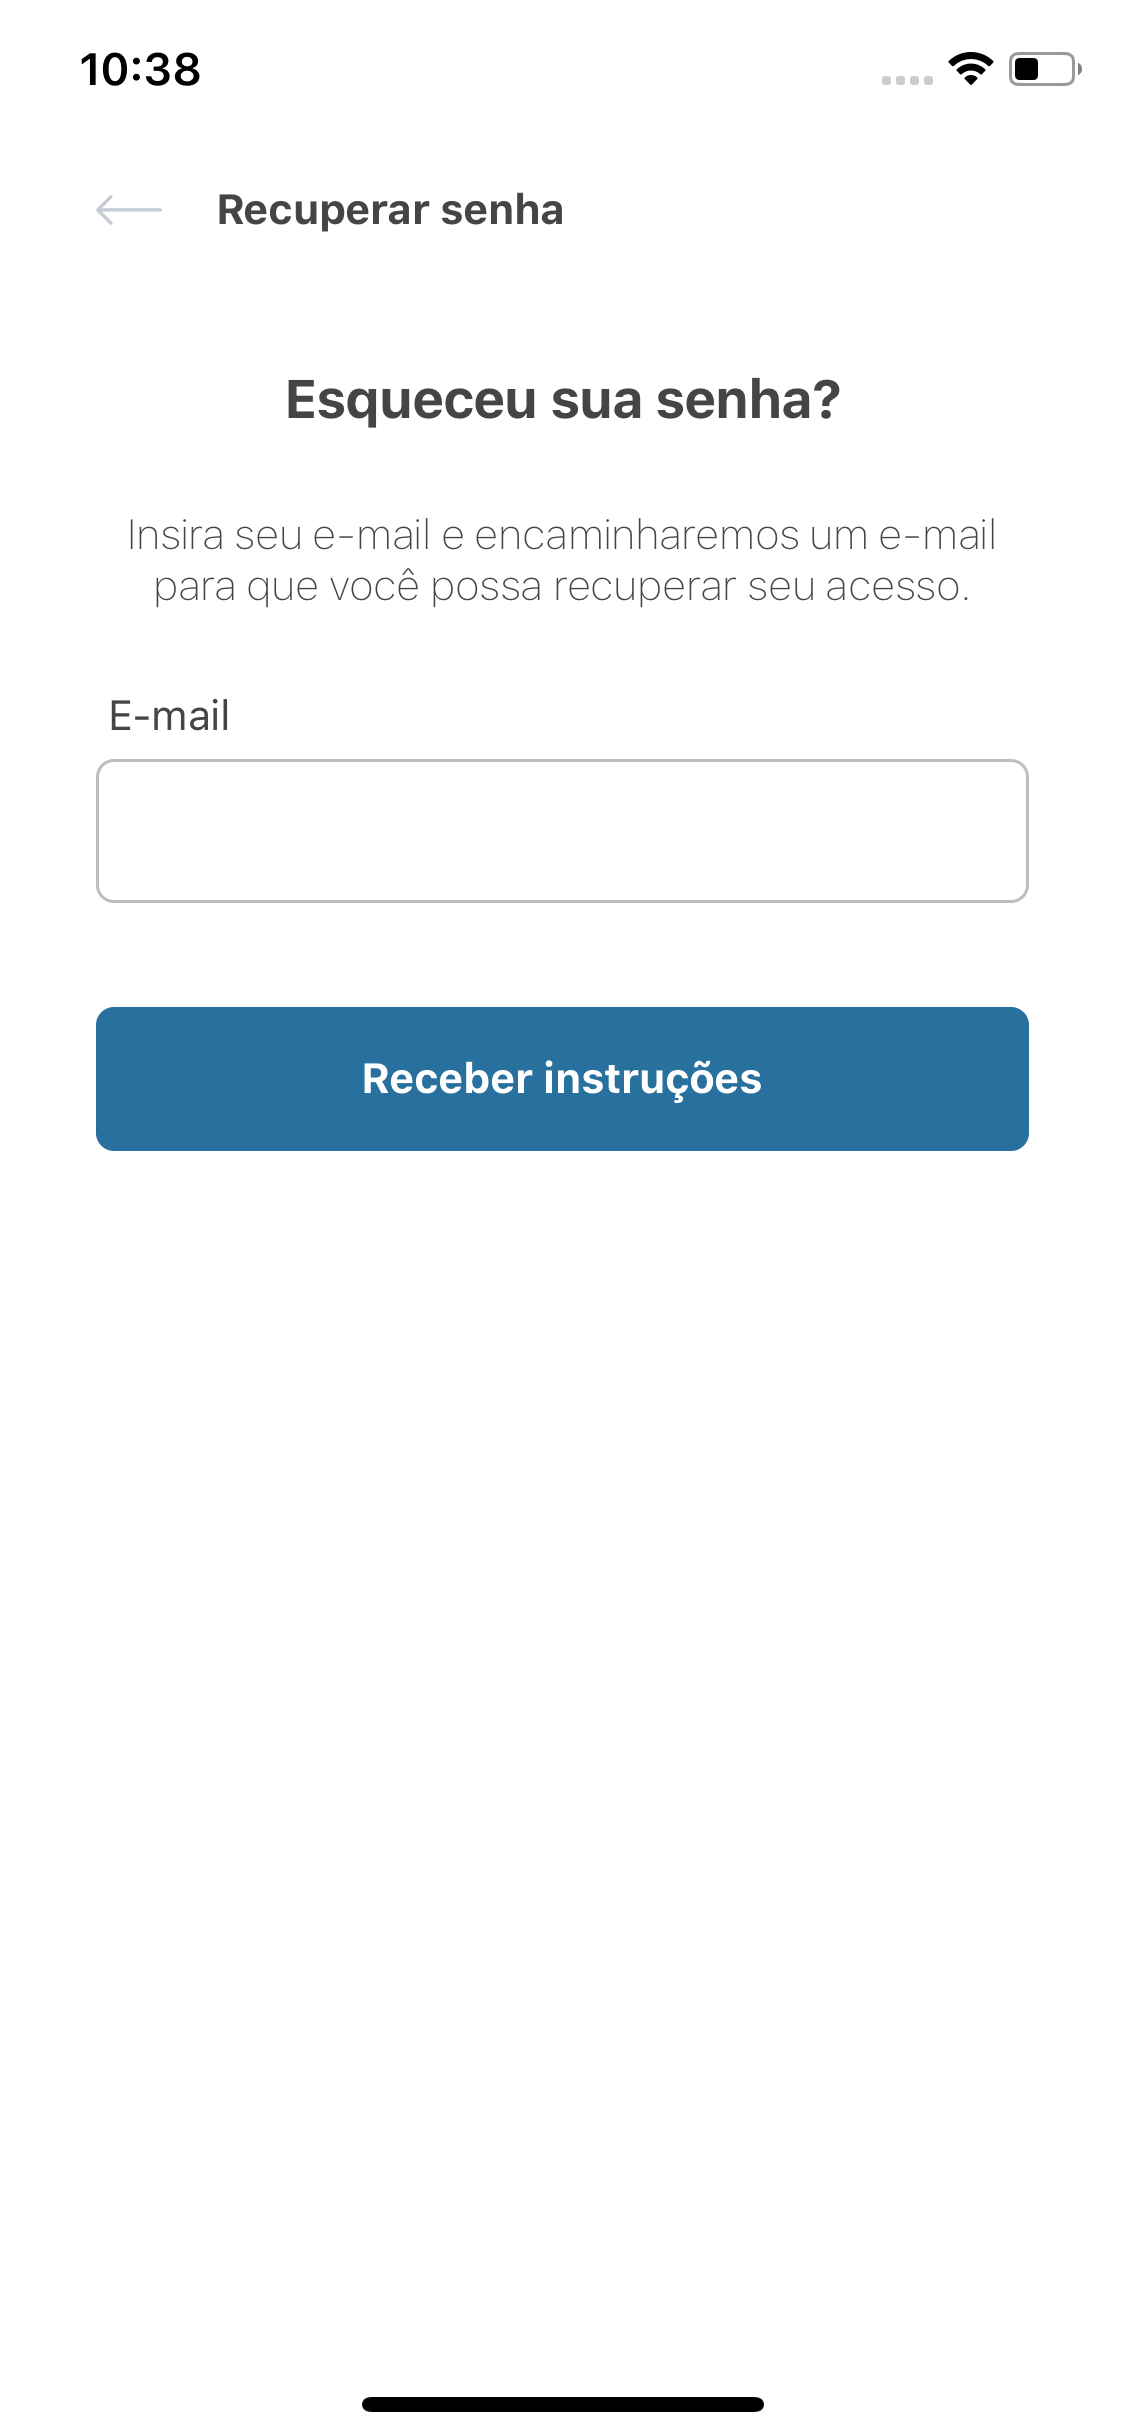 10:38
Recuperar senha
Esqueceu sua senha?
Insira seu e-mail e encaminharemos um e-mail
para que você possa recuperar seu acesso.
E-mail
Receber instruções